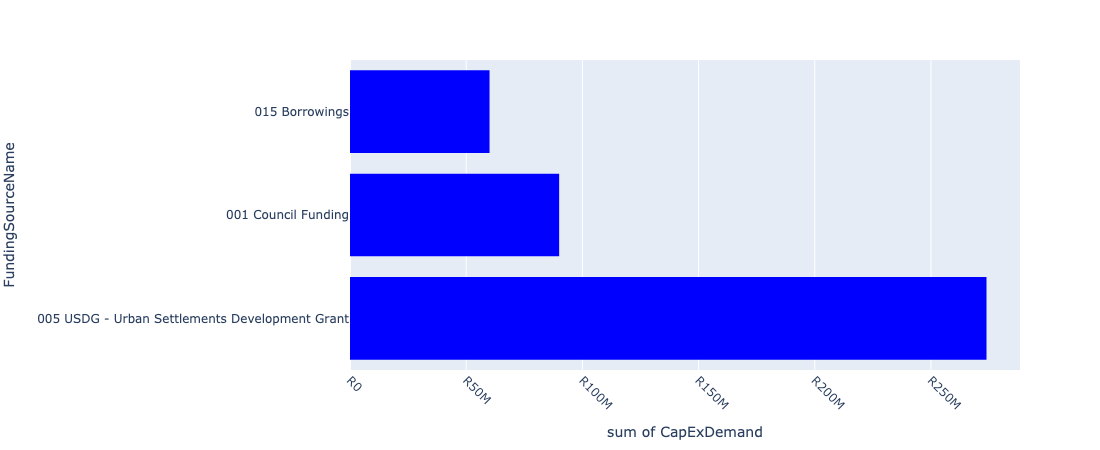 015 Borrowings
001 Council Funding
005 USDG - Urban Settlements Development Grant
FundingSourceName
R0
R50M
R100M
R150M
R200M
R250M
sum of CapExDemand